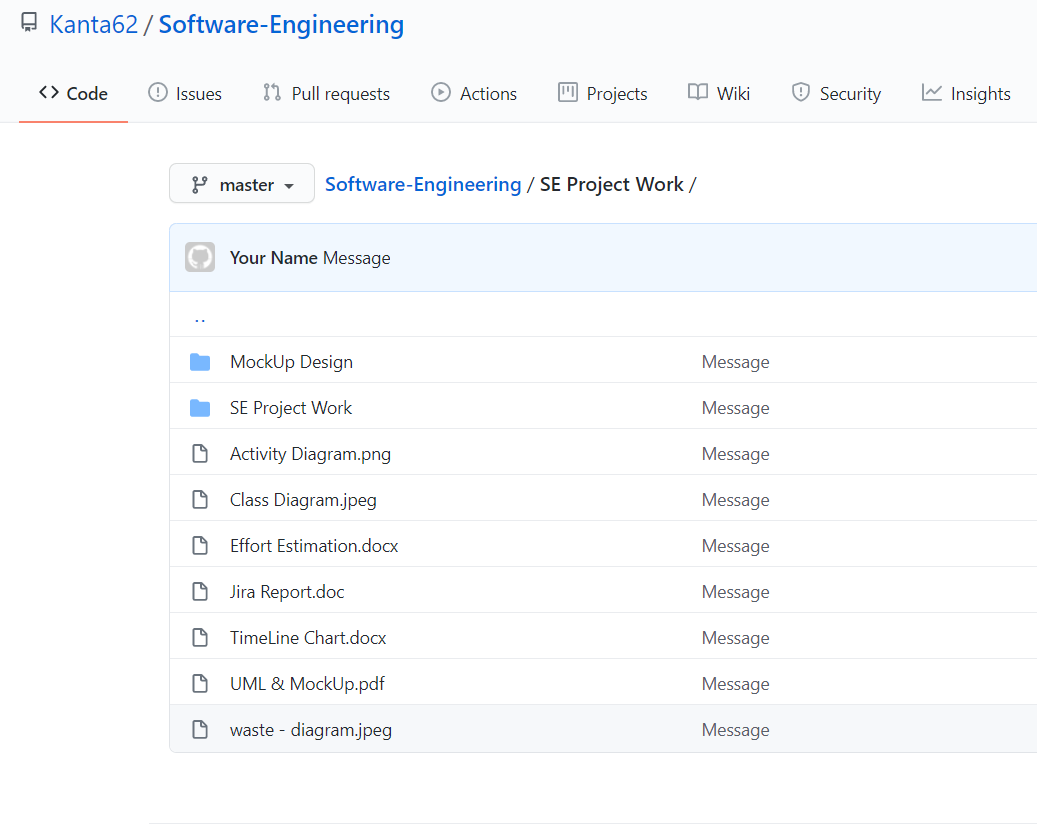 Kanta62 / Software-Engineering
Code Issues Pull requests Actions Projects Wiki Security Insights
master Software-Engineering / SE Project Work /
Your Name Message
..
MockUp Design Message
SE Project Work Message
Activity Diagram.png Message
Class Diagram.jpeg Message
Effort Estimation.docx Message
Jira Report.doc Message
TimeLine Chart.docx Message
UML & MockUp.pdf Message
waste - diagram.jpeg Message